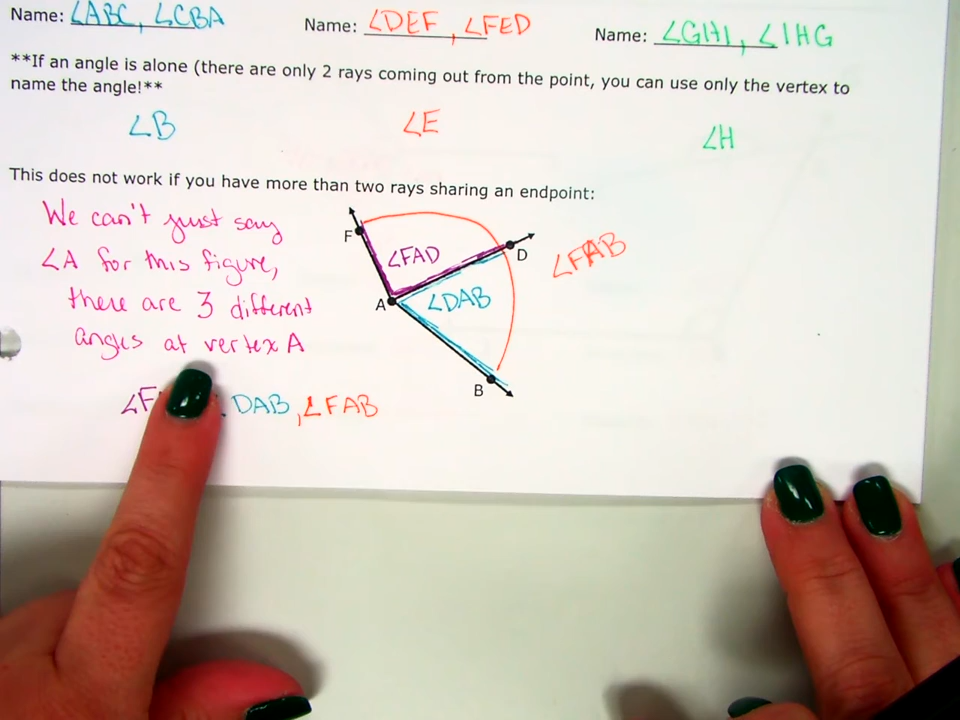 Name: ∠ABC, ∠CBA Name: ∠DEF, ∠FED Name: ∠GHI, ∠IHG
**If an angle is alone (there are only 2 rays coming out from the point, you can use only the vertex to
name the angle!**
∠B ∠E ∠H
This does not work if you have more than two rays sharing an endpoint:
We can't just say
∠A for this figure,
there are 3 different
angles at vertex A
F
∠FAD
D
∠FAB
A
∠DAB
B
DAB, ∠FAB